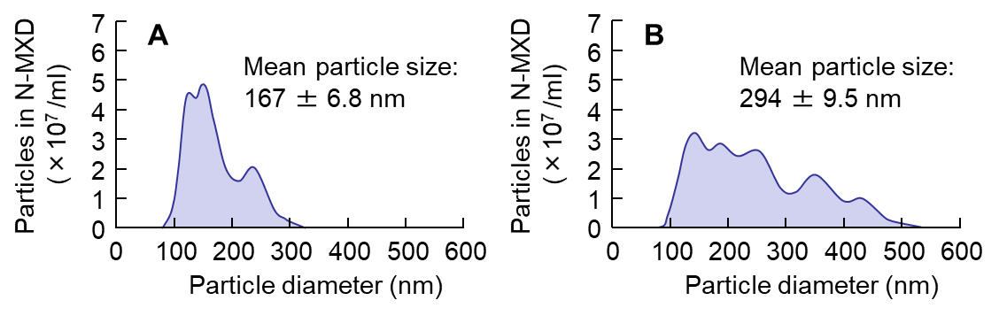 A
Mean particle size:
167 ± 6.8 nm
Particles in N-MXD
(×10⁷/ml)
7
6
5
4
3
2
1
0
0 100 200 300 400 500 600
Particle diameter (nm)
B
Mean particle size:
294 ± 9.5 nm
Particles in N-MXD
(×10⁷/ml)
7
6
5
4
3
2
1
0
0 100 200 300 400 500 600
Particle diameter (nm)